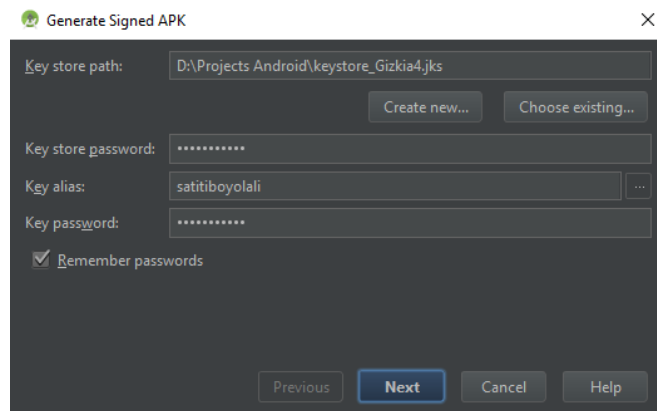 Generate Signed APK
Key store path: D:\Projects Android\keystore_Gizkia4.jks
Create new... Choose existing...
Key store password: •••••••••••
Key alias: satitiboyolali ...
Key password: •••••••••••
Remember passwords
Previous Next Cancel Help